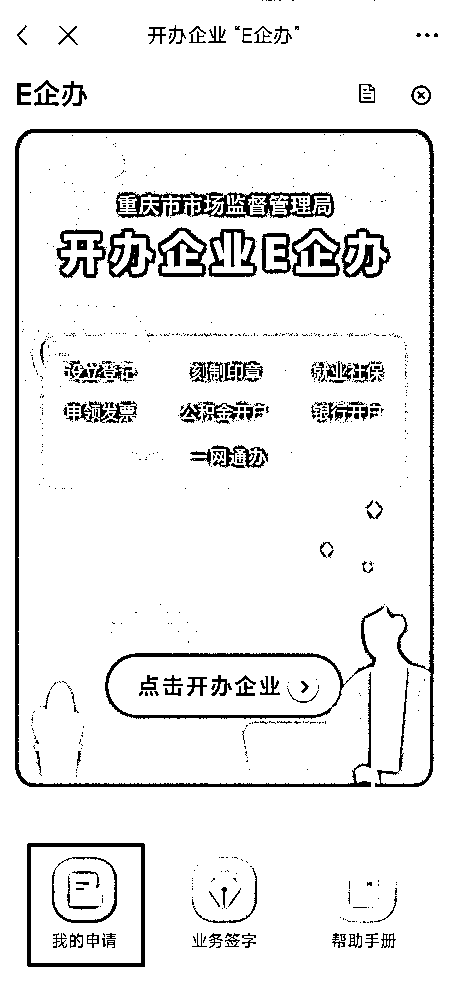 开办企业 “E企办”
E企办
重庆市市场监督管理局
开办企业E企办
设立登记 刻制印章 就业社保
申领发票 公积金开户 银行开户
一网通办
点击开办企业
我的申请 业务签字 帮助手册